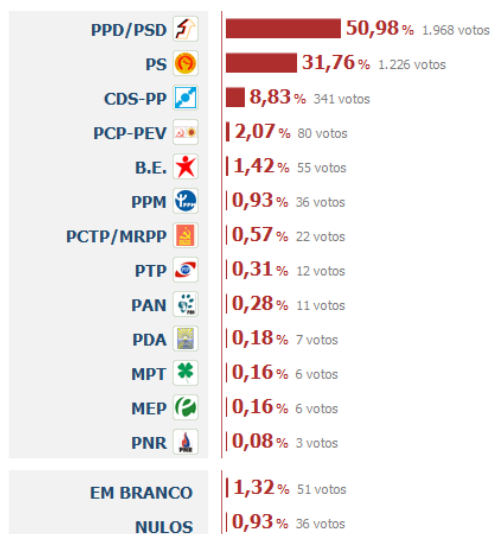 PPD/PSD 50,98 % 1.968 votos
PS 31,76 % 1.226 votos
CDS-PP 8,83 % 341 votos
PCP-PEV 2,07 % 80 votos
B.E. 1,42 % 55 votos
PPM 0,93 % 36 votos
PCTP/MRPP 0,57 % 22 votos
PTP 0,31 % 12 votos
PAN 0,28 % 11 votos
PDA 0,18 % 7 votos
MPT 0,16 % 6 votos
MEP 0,16 % 6 votos
PNR 0,08 % 3 votos
EM BRANCO 1,32 % 51 votos
NULOS 0,93 % 36 votos